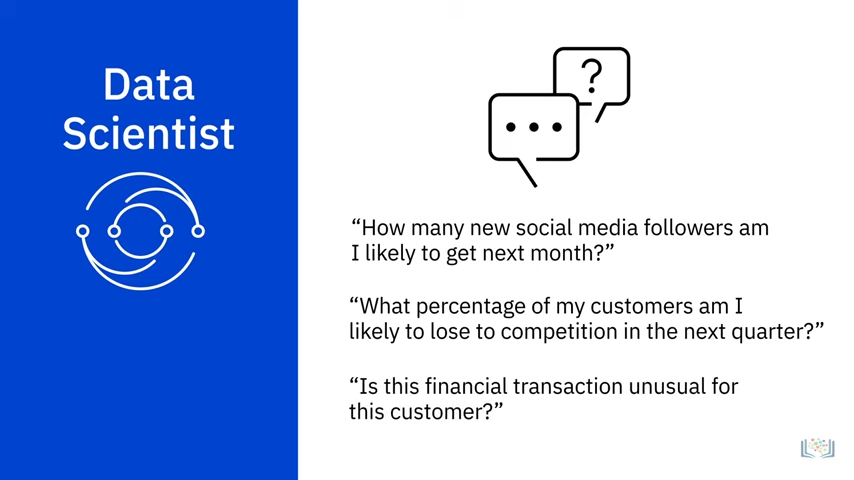 Data
Scientist
?
“How many new social media followers am
I likely to get next month?”
“What percentage of my customers am I
likely to lose to competition in the next quarter?”
“Is this financial transaction unusual for
this customer?”